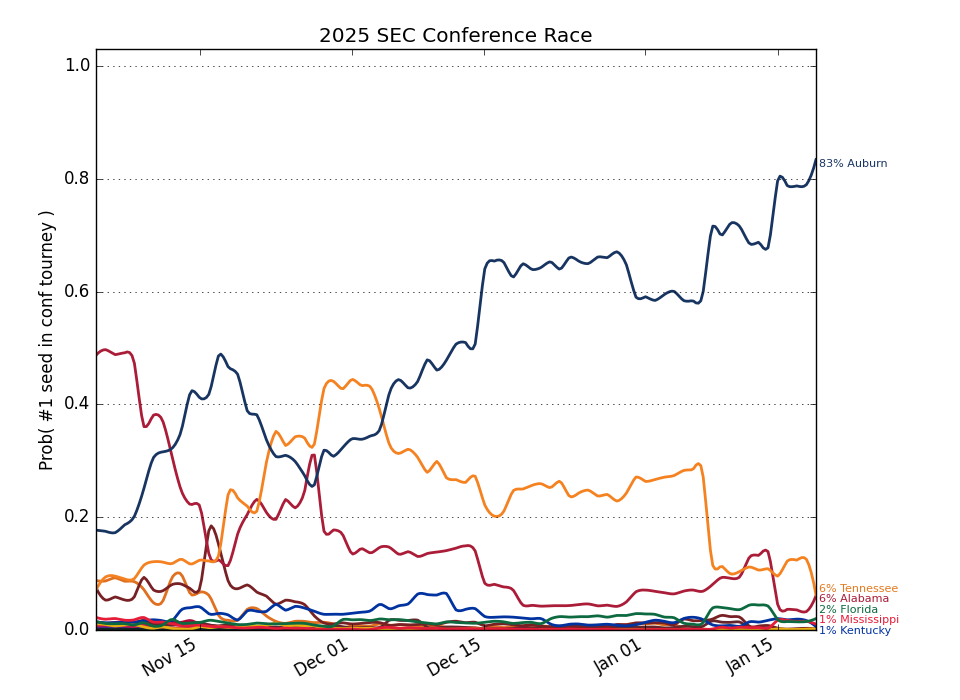 2025 SEC Conference Race
Prob( #1 seed in conf tourney )
1.0
0.8
0.6
0.4
0.2
0.0
83% Auburn
6% Tennessee
6% Alabama
2% Florida
1% Mississippi
1% Kentucky
Nov 15
Dec 01
Dec 15
Jan 01
Jan 15